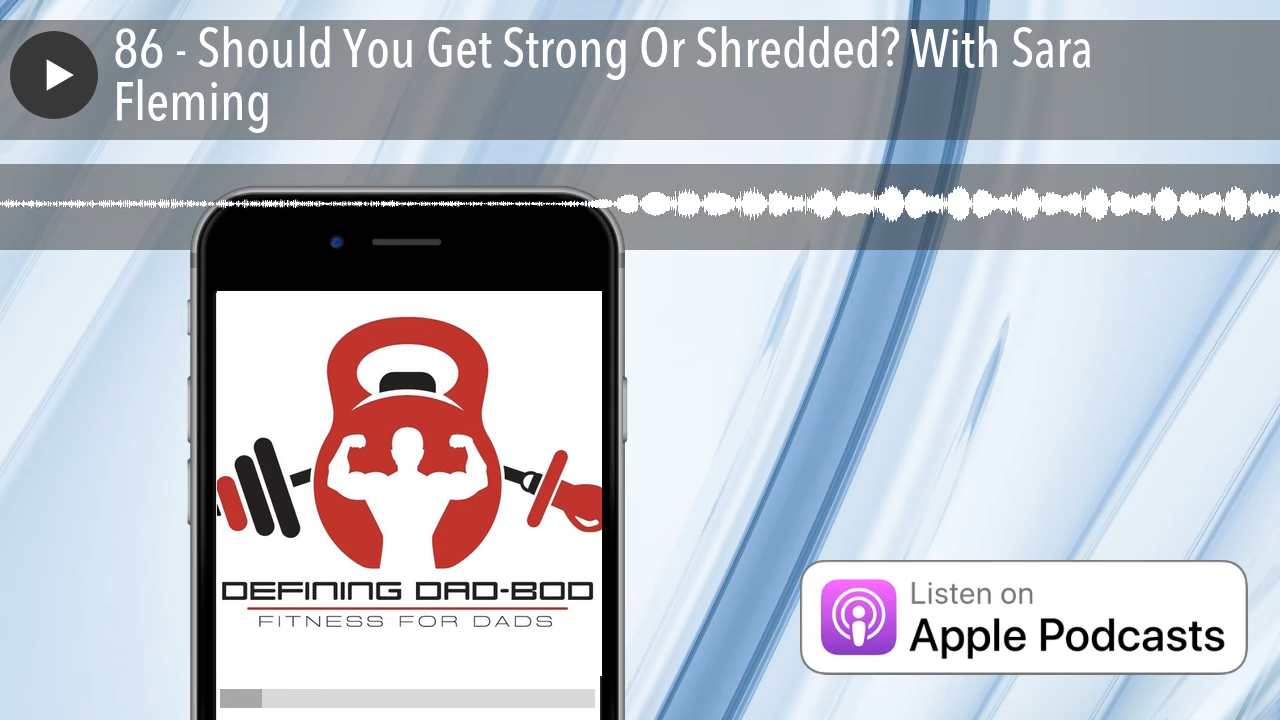 86 - Should You Get Strong Or Shredded? With Sara
Fleming
DEFINING DAD-BOD
FITNESS FOR DADS
Listen on
Apple Podcasts